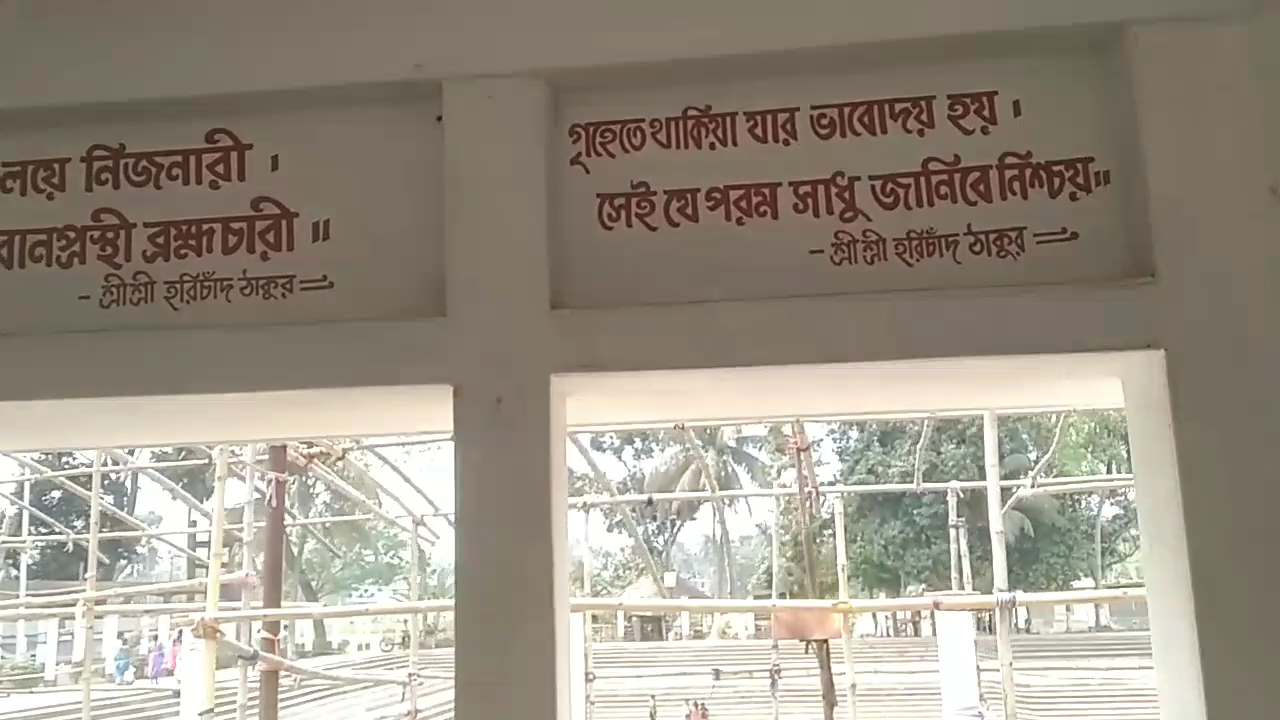 লয়ে নিজনারী ।
বানপ্রস্থী ব্রহ্মচারী ॥
- শ্রীশ্রী হরিচাঁদ ঠাকুর
গৃহেতে থাকিয়া যার ভাবোদয় হয় ।
সেই যে পরম সাধু জানিবে নিশ্চয় ॥
- শ্রীশ্রী হরিচাঁদ ঠাকুর